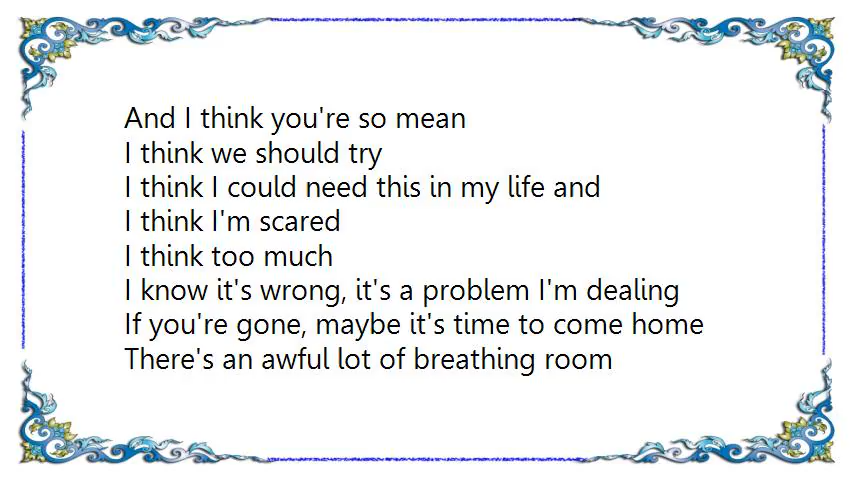 And I think you're so mean
I think we should try
I think I could need this in my life and
I think I'm scared
I think too much
I know it's wrong, it's a problem I'm dealing
If you're gone, maybe it's time to come home
There's an awful lot of breathing room